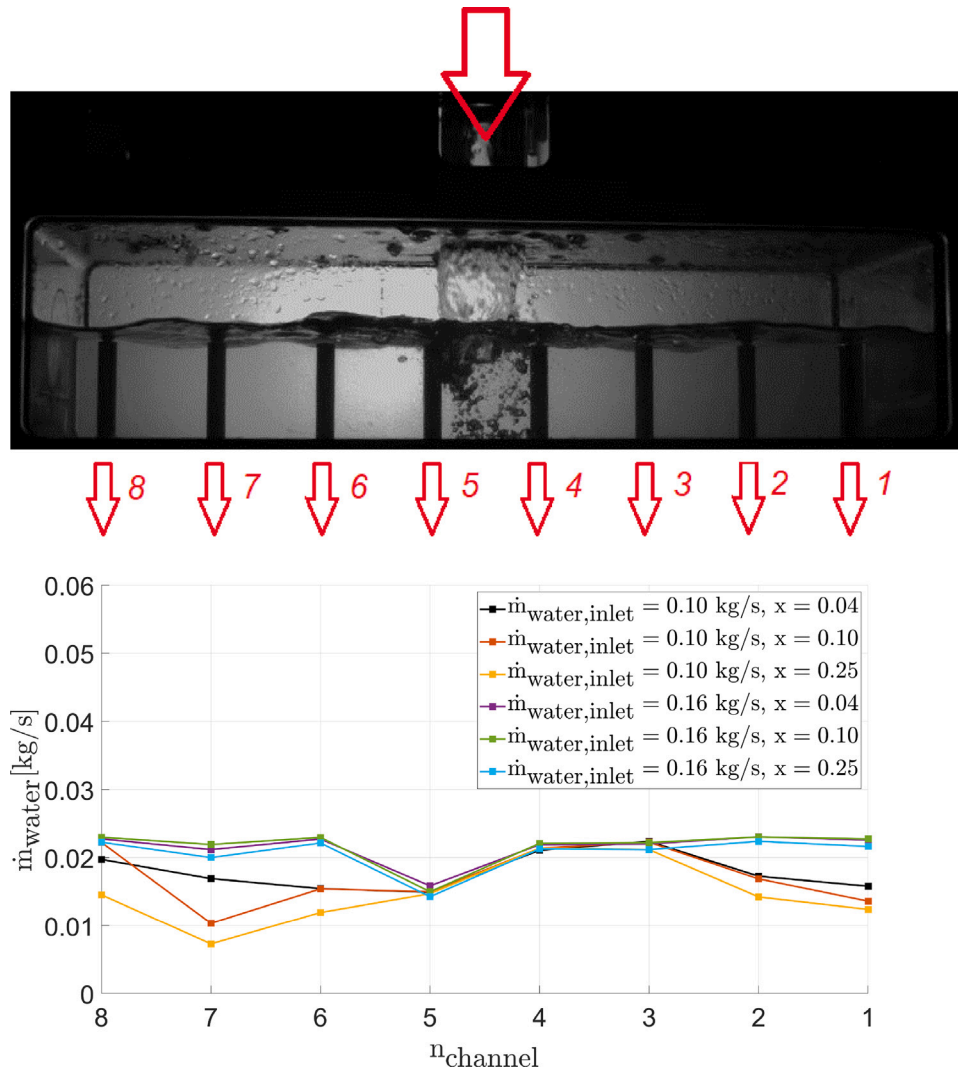 8 7 6 5 4 3 2 1
0.06
0.05
0.04
0.03
0.02
0.01
0
ṁwater[kg/s]
ṁwater,inlet = 0.10 kg/s, x = 0.04
ṁwater,inlet = 0.10 kg/s, x = 0.10
ṁwater,inlet = 0.10 kg/s, x = 0.25
ṁwater,inlet = 0.16 kg/s, x = 0.04
ṁwater,inlet = 0.16 kg/s, x = 0.10
ṁwater,inlet = 0.16 kg/s, x = 0.25
8 7 6 5 4 3 2 1
nchannel